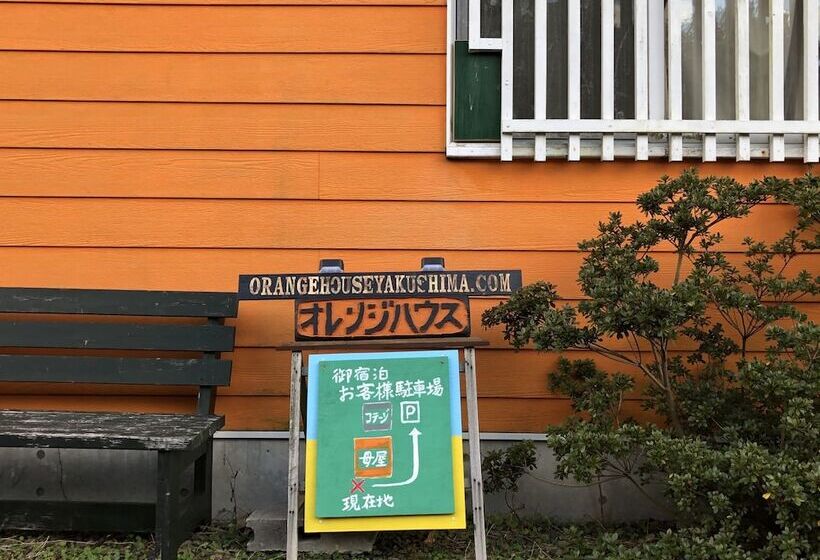 ORANGEHOUSEYAKUSHIMA.COM
オレンジハウス
御宿泊
お客様駐車場
コテージ P
母屋
現在地